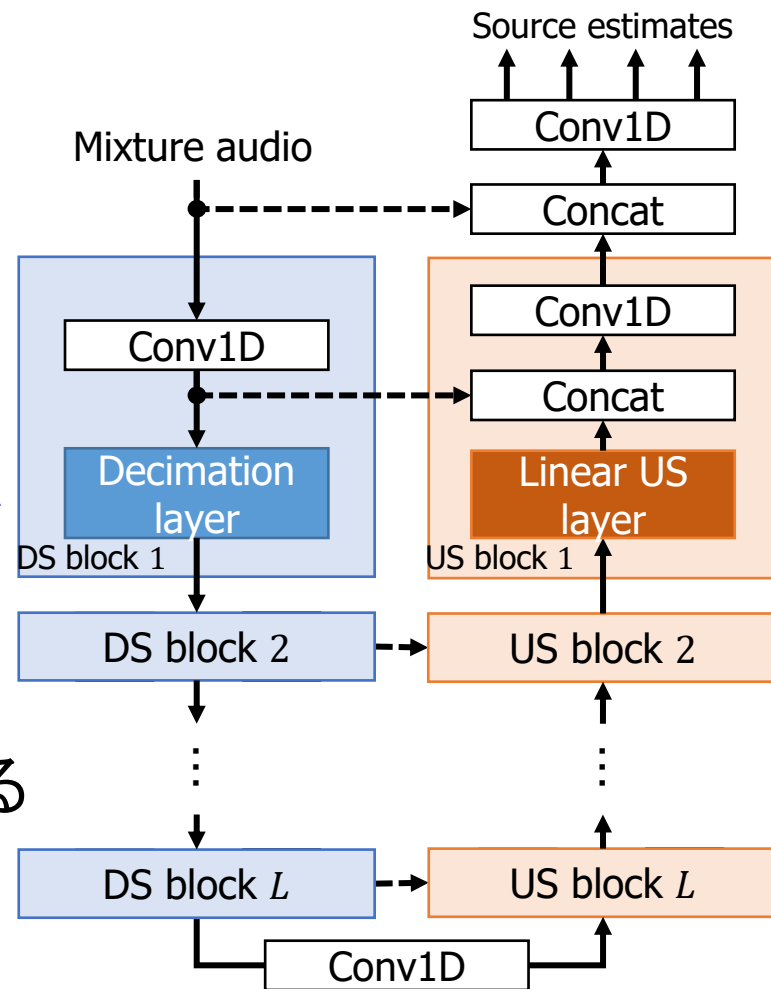 Source estimates
Conv1D
Mixture audio
Concat
Conv1D
Conv1D
Concat
Decimation
layer
Linear US
layer
DS block 1
US block 1
DS block 2
US block 2
⋮
⋮
る
DS block L
US block L
Conv1D